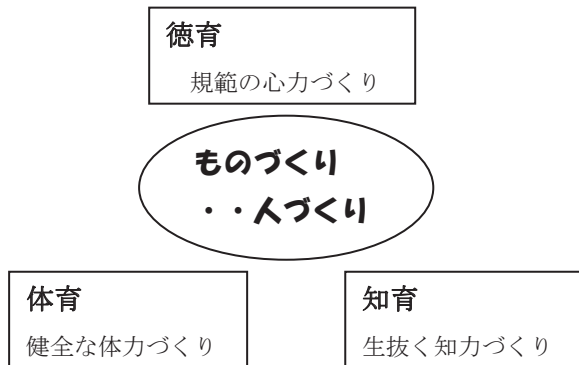 徳育
規範の心力づくり
ものづくり
・・人づくり
体育
健全な体力づくり
知育
生抜く知力づくり